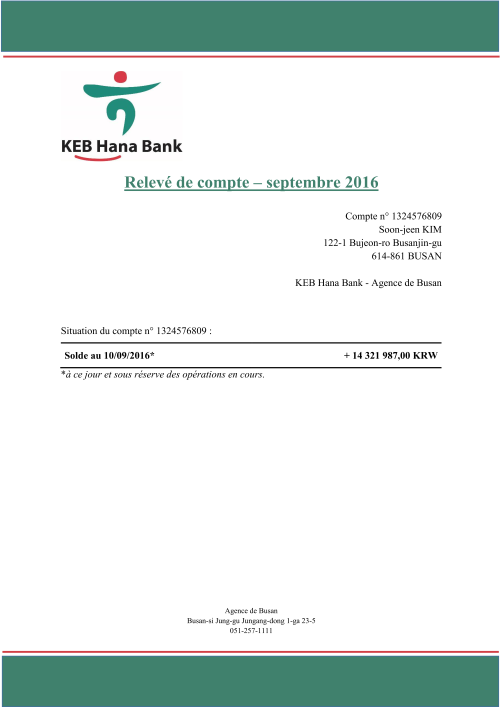 KEB Hana Bank
Relevé de compte – septembre 2016
Compte n° 1324576809
Soon-jeen KIM
122-1 Bujeon-ro Busanjin-gu
614-861 BUSAN
KEB Hana Bank - Agence de Busan
Situation du compte n° 1324576809 :
Solde au 10/09/2016* + 14 321 987,00 KRW
*à ce jour et sous réserve des opérations en cours.
Agence de Busan
Busan-si Jung-gu Jungang-dong 1-ga 23-5
051-257-1111